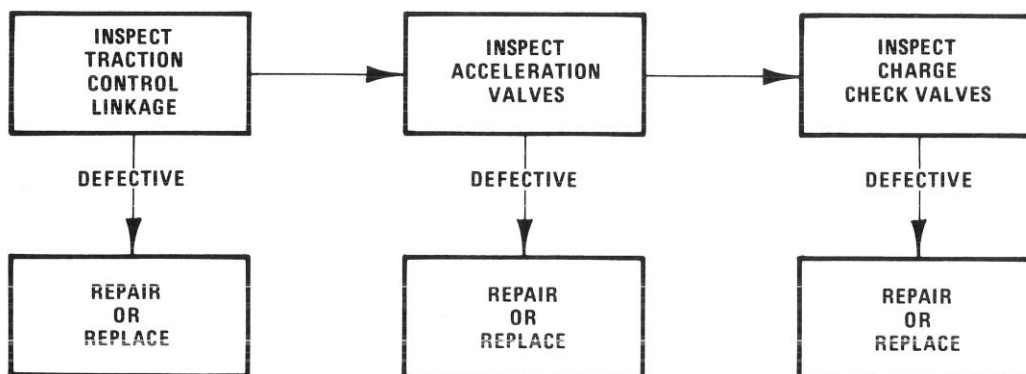 INSPECT
TRACTION
CONTROL
LINKAGE
INSPECT
ACCELERATION
VALVES
INSPECT
CHARGE
CHECK VALVES
DEFECTIVE
DEFECTIVE
DEFECTIVE
REPAIR
OR
REPLACE
REPAIR
OR
REPLACE
REPAIR
OR
REPLACE